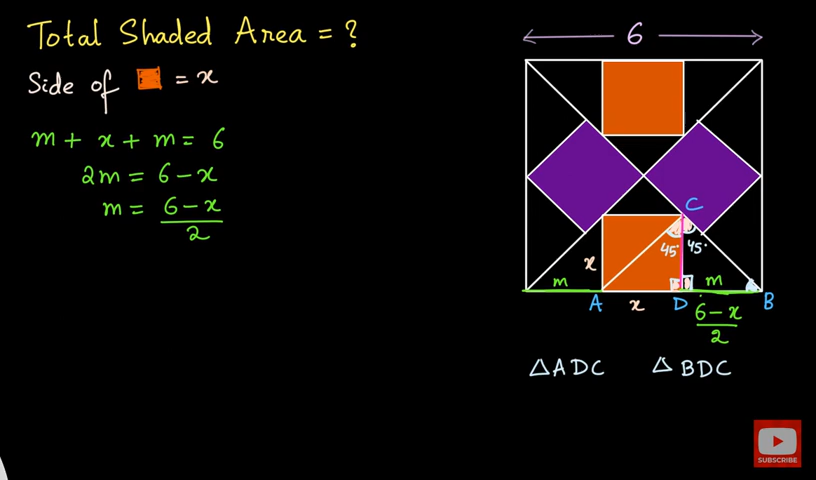 Total Shaded Area = ?
6
Side of = x
m + x + m = 6
2m = 6 - x
m = 6 - x
2
C
45° 45°
x
m
m
A x D B
6 - x
2
△ADC △BDC
SUBSCRIBE